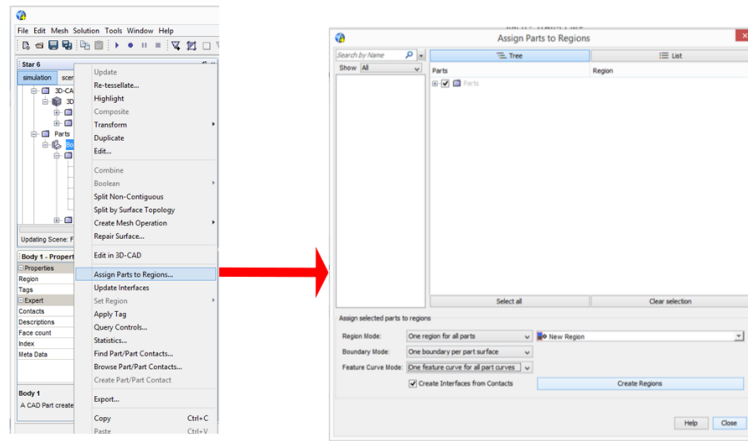 File Edit Mesh Solution Tools Window Help
Star 6
simulation
Parts
Updating Scene: F
Body 1 - Propert
Properties
Region
Tags
Expert
Contacts
Descriptions
Face count
Index
Meta Data
Body 1
A CAD Part create
Update
Re-tessellate...
Highlight
Composite
Transform
Duplicate
Edit...
Combine
Boolean
Split Non-Contiguous
Split by Surface Topology
Create Mesh Operation
Repair Surface...
Edit in 3D-CAD
Assign Parts to Regions...
Update Interfaces
Set Region
Apply Tag
Query Controls...
Statistics...
Find Part/Part Contacts...
Browse Part/Part Contacts...
Create Part/Part Contact
Export...
Copy Ctrl+C
Paste Ctrl+V
Assign Parts to Regions
Search by Name
Tree
List
Show All
Parts
Region
Parts
Select all
Clear selection
Assign selected parts to regions
Region Mode: One region for all parts New Region
Boundary Mode: One boundary per part surface
Feature Curve Mode: One feature curve for all part curves
Create Interfaces from Contacts Create Regions
Help Close